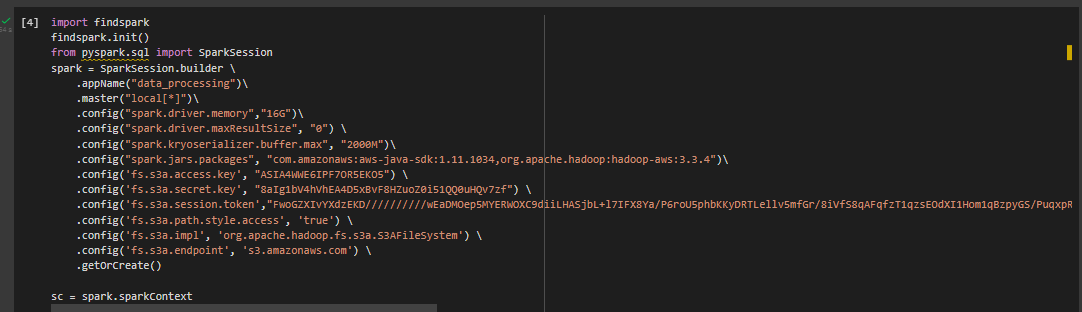 [4] import findspark
findspark.init()
from pyspark.sql import SparkSession
spark = SparkSession.builder \
.appName("data_processing")\
.master("local[*]")\
.config("spark.driver.memory","16G")\
.config("spark.driver.maxResultSize", "0") \
.config("spark.kryoserializer.buffer.max", "2000M")\
.config("spark.jars.packages", "com.amazonaws:aws-java-sdk:1.11.1034,org.apache.hadoop:hadoop-aws:3.3.4")\
.config('fs.s3a.access.key', "ASIA4WWE6IPF7OR5EKO5") \
.config('fs.s3a.secret.key', "8aIg1bV4hVhEA4D5xBvF8HZuoZ0i51QQ0uHQv7zf") \
.config('fs.s3a.session.token',"FwoGZXIvYXdzEKD//////////wEaDMOep5MYERWOXC9diiLHASjbL+l7IFX8Ya/P6roU5phbKKyDRTLellv5mfGr/8iVfS8qAFqfzT1qzsEOdXI1Hom1qBzpyGS/PuqxpR
.config('fs.s3a.path.style.access', 'true') \
.config('fs.s3a.impl', 'org.apache.hadoop.fs.s3a.S3AFileSystem') \
.config('fs.s3a.endpoint', 's3.amazonaws.com') \
.getOrCreate()
sc = spark.sparkContext